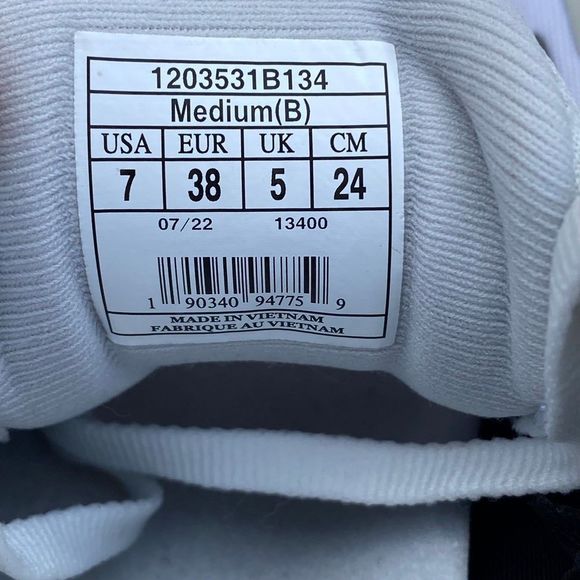 1203531B134
Medium(B)
USA EUR UK CM
7 38 5 24
07/22 13400
1 90340 94775 9
MADE IN VIETNAM
FABRIQUE AU VIETNAM